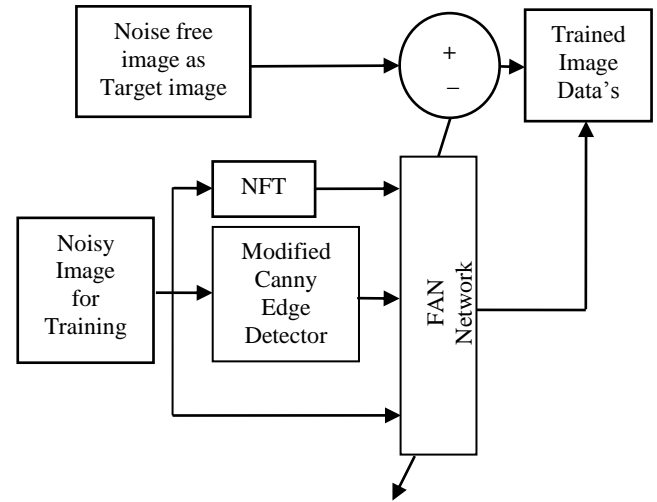 Noise free
image as
Target image
+
−
Trained
Image
Data's
NFT
Noisy
Image
for
Training
Modified
Canny
Edge
Detector
FAN
Network